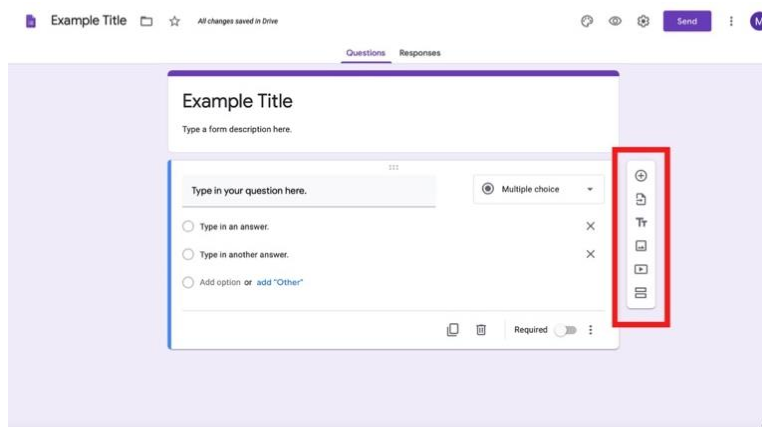 Example Title
All changes saved in Drive
Send
M
Questions
Responses
Example Title
Type a form description here.
Type in your question here.
Multiple choice
Type in an answer.
Type in another answer.
Add option or add "Other"
Required
Tт